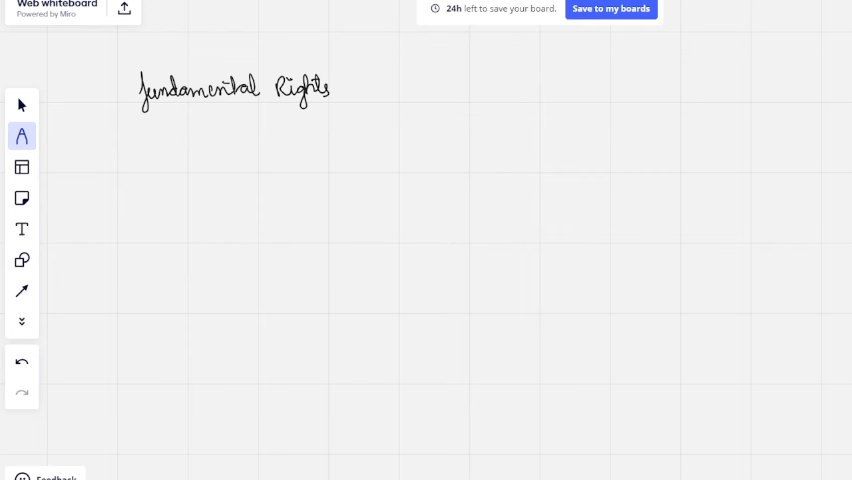 Web whiteboard
Powered by Miro
24h left to save your board.
Save to my boards
fundamental Rights
Feedback